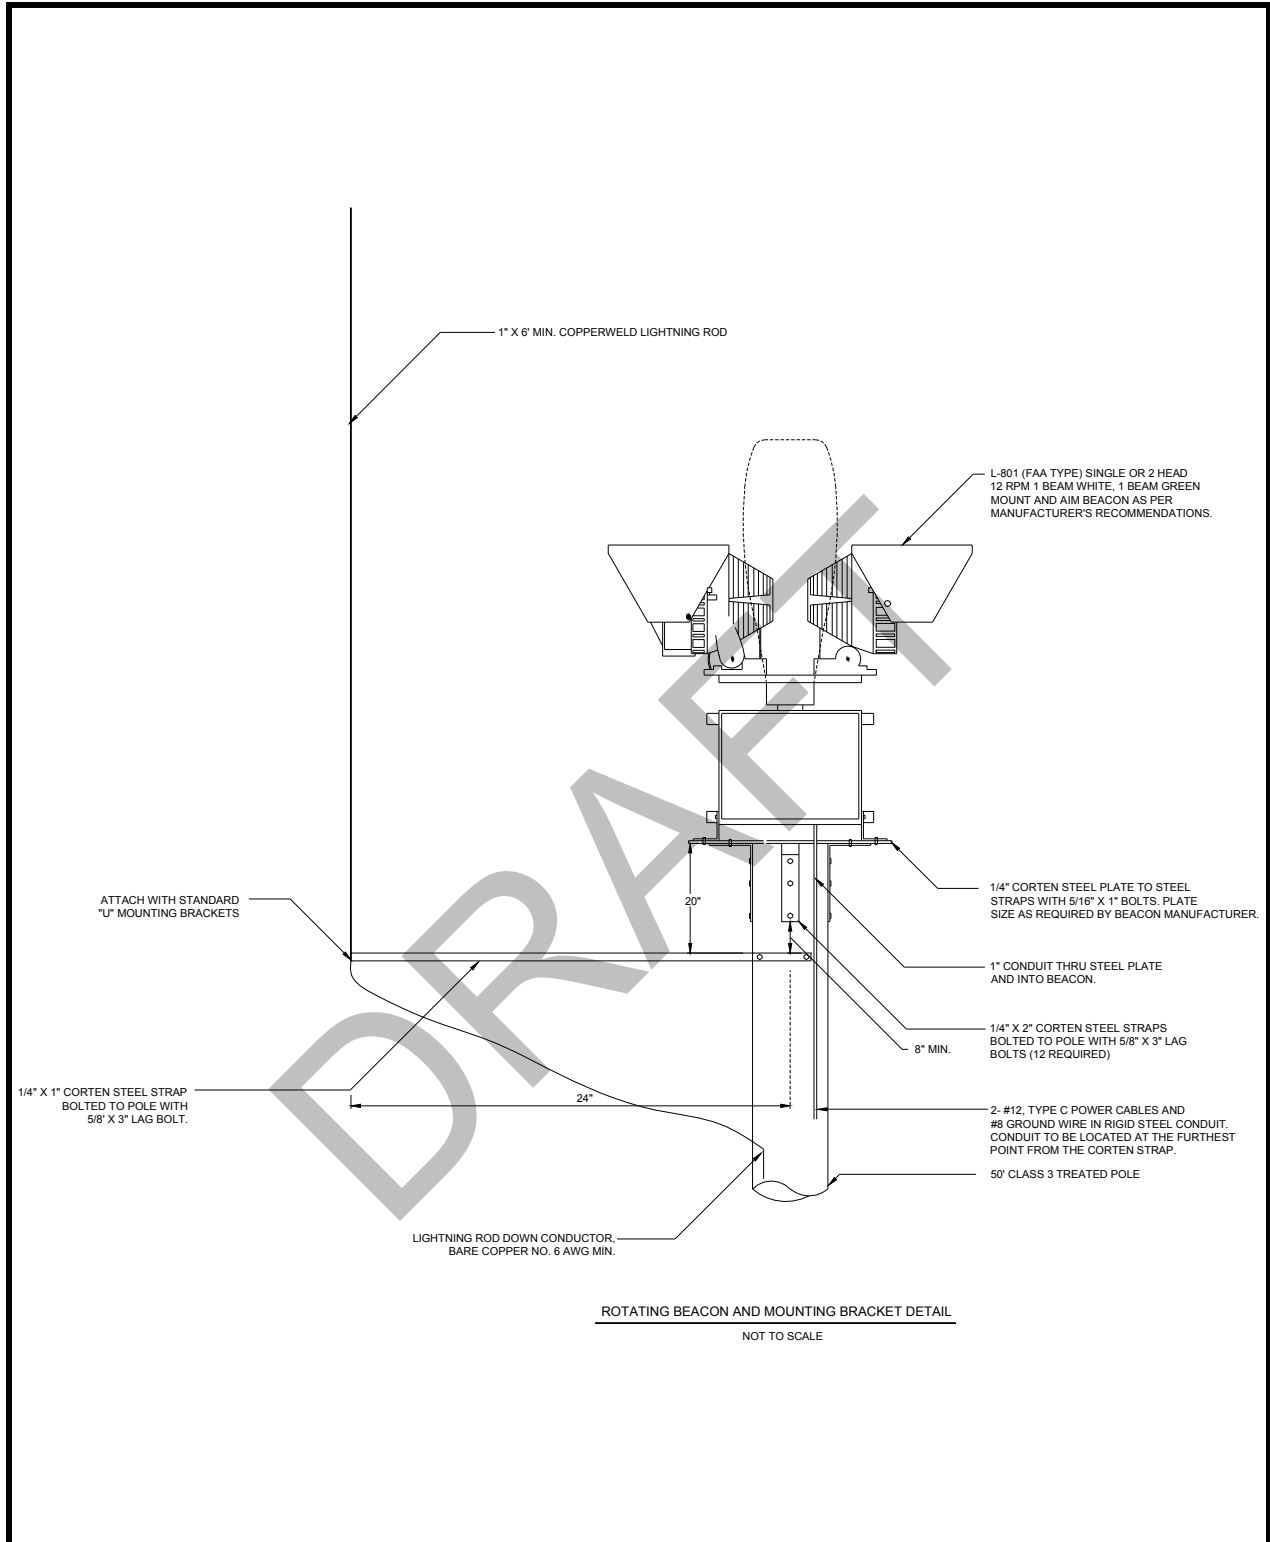 1" X 6' MIN. COPPERWELD LIGHTNING ROD
L-801 (FAA TYPE) SINGLE OR 2 HEAD
12 RPM 1 BEAM WHITE, 1 BEAM GREEN
MOUNT AND AIM BEACON AS PER
MANUFACTURER'S RECOMMENDATIONS.
DRAFT
ATTACH WITH STANDARD
"U" MOUNTING BRACKETS
20"
1/4" CORTEN STEEL PLATE TO STEEL
STRAPS WITH 5/16" X 1" BOLTS. PLATE
SIZE AS REQUIRED BY BEACON MANUFACTURER.
1" CONDUIT THRU STEEL PLATE
AND INTO BEACON.
1/4" X 2" CORTEN STEEL STRAPS
BOLTED TO POLE WITH 5/8" X 3" LAG
BOLTS (12 REQUIRED)
8" MIN.
1/4" X 1" CORTEN STEEL STRAP
BOLTED TO POLE WITH
5/8' X 3" LAG BOLT.
24"
2- #12, TYPE C POWER CABLES AND
#8 GROUND WIRE IN RIGID STEEL CONDUIT.
CONDUIT TO BE LOCATED AT THE FURTHEST
POINT FROM THE CORTEN STRAP.
50' CLASS 3 TREATED POLE
LIGHTNING ROD DOWN CONDUCTOR,
BARE COPPER NO. 6 AWG MIN.
ROTATING BEACON AND MOUNTING BRACKET DETAIL
NOT TO SCALE